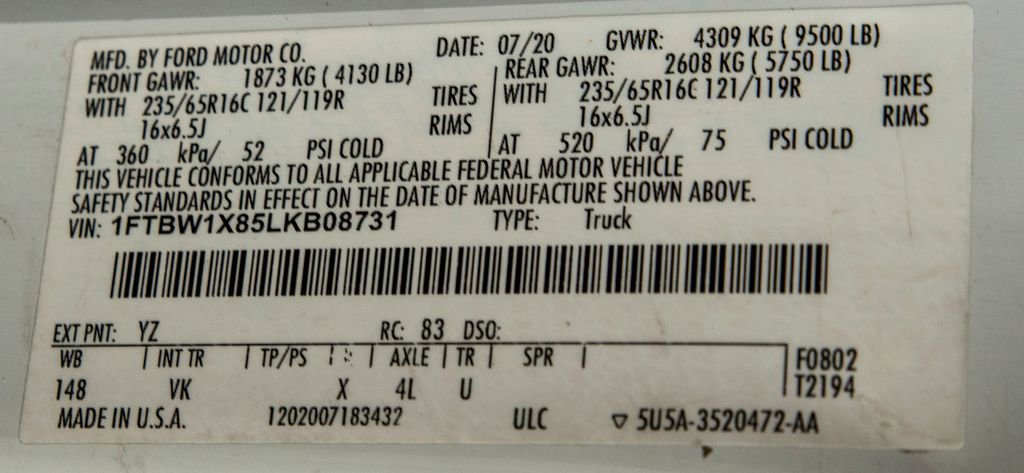 MFD. BY FORD MOTOR CO. DATE: 07/20 GVWR: 4309 KG ( 9500 LB)
FRONT GAWR: 1873 KG ( 4130 LB) REAR GAWR: 2608 KG ( 5750 LB)
WITH 235/65R16C 121/119R TIRES WITH 235/65R16C 121/119R TIRES
16x6.5J RIMS 16x6.5J RIMS
AT 360 kPa/ 52 PSI COLD AT 520 kPa/ 75 PSI COLD
THIS VEHICLE CONFORMS TO ALL APPLICABLE FEDERAL MOTOR VEHICLE
SAFETY STANDARDS IN EFFECT ON THE DATE OF MANUFACTURE SHOWN ABOVE.
VIN: 1FTBW1X85LKB08731 TYPE: Truck
EXT PNT: YZ RC: 83 DSO:
WB INT TR TP/PS AXLE TR SPR F0802
148 VK X 4L U T2194
MADE IN U.S.A. 1202007183432 ULC ▽ 5U5A-3520472-AA